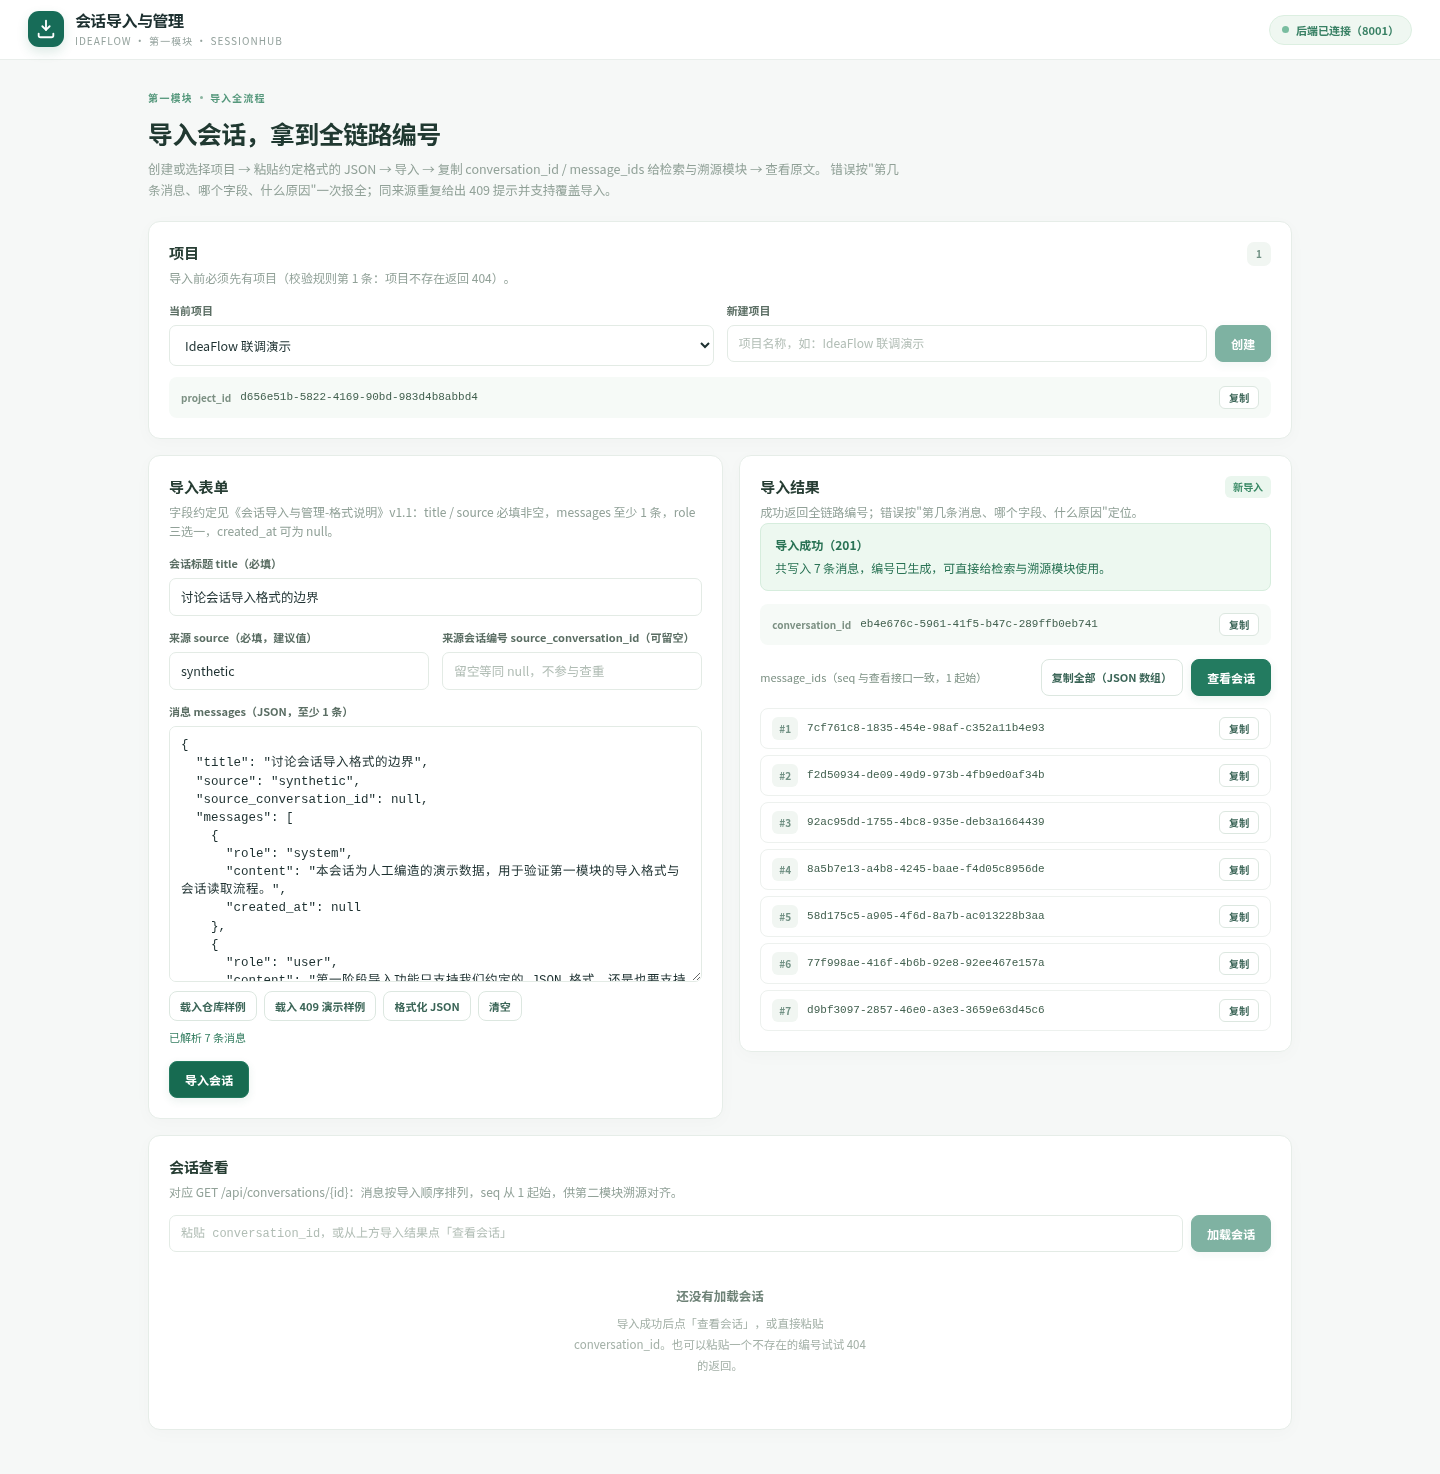 会话导入与管理
IDEAFLOW • 第一模块 • SESSIONHUB
后端已连接（8001）
第一模块 • 导入全流程
导入会话，拿到全链路编号
创建或选择项目 → 粘贴约定格式的 JSON → 导入 → 复制 conversation_id / message_ids 给检索与溯源模块 → 查看原文。 错误按"第几
条消息、哪个字段、什么原因"一次报全；同来源重复给出 409 提示并支持覆盖导入。
项目
1
导入前必须先有项目（校验规则第 1 条：项目不存在返回 404）。
当前项目
新建项目
IdeaFlow 联调演示
项目名称，如：IdeaFlow 联调演示
创建
project_id d656e51b-5822-4169-90bd-983d4b8abbd4
复制
导入表单
字段约定见《会话导入与管理-格式说明》v1.1：title / source 必填非空，messages 至少 1 条，role
三选一，created_at 可为 null。
会话标题 title（必填）
讨论会话导入格式的边界
来源 source（必填，建议值）
来源会话编号 source_conversation_id（可留空）
synthetic
留空等同 null，不参与查重
消息 messages（JSON，至少 1 条）
{
"title": "讨论会话导入格式的边界",
"source": "synthetic",
"source_conversation_id": null,
"messages": [
{
"role": "system",
"content": "本会话为人工编造的演示数据，用于验证第一模块的导入格式与
会话读取流程。",
"created_at": null
},
{
"role": "user",
"content": "第一阶段导入功能只支持我们约定的 JSON 格式，还是也要支持
载入仓库样例
载入 409 演示样例
格式化 JSON
清空
已解析 7 条消息
导入会话
导入结果
新导入
成功返回全链路编号；错误按"第几条消息、哪个字段、什么原因"定位。
导入成功（201）
共写入 7 条消息，编号已生成，可直接给检索与溯源模块使用。
conversation_id eb4e676c-5961-41f5-b47c-289ffb0eb741
复制
message_ids（seq 与查看接口一致，1 起始）
复制全部（JSON 数组）
查看会话
#1 7cf761c8-1835-454e-98af-c352a11b4e93 复制
#2 f2d50934-de09-49d9-973b-4fb9ed0af34b 复制
#3 92ac95dd-1755-4bc8-935e-deb3a1664439 复制
#4 8a5b7e13-a4b8-4245-baae-f4d05c8956de 复制
#5 58d175c5-a905-4f6d-8a7b-ac013228b3aa 复制
#6 77f998ae-416f-4b6b-92e8-92ee467e157a 复制
#7 d9bf3097-2857-46e0-a3e3-3659e63d45c6 复制
会话查看
对应 GET /api/conversations/{id}：消息按导入顺序排列，seq 从 1 起始，供第二模块溯源对齐。
粘贴 conversation_id，或从上方导入结果点「查看会话」
加载会话
还没有加载会话
导入成功后点「查看会话」，或直接粘贴
conversation_id。也可以粘贴一个不存在的编号试试 404
的返回。